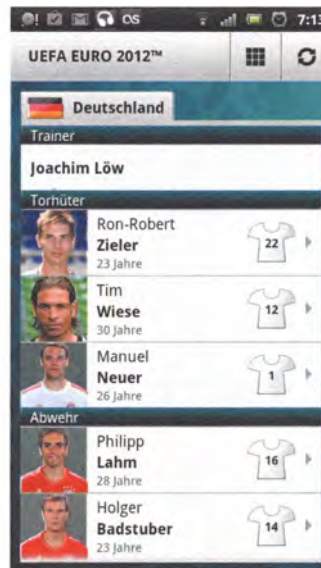 7:13
UEFA EURO 2012™
Deutschland
Trainer
Joachim Löw
Torhüter
Ron-Robert
Zieler
23 Jahre
22
Tim
Wiese
30 Jahre
12
Manuel
Neuer
26 Jahre
1
Abwehr
Philipp
Lahm
28 Jahre
16
Holger
Badstuber
23 Jahre
14